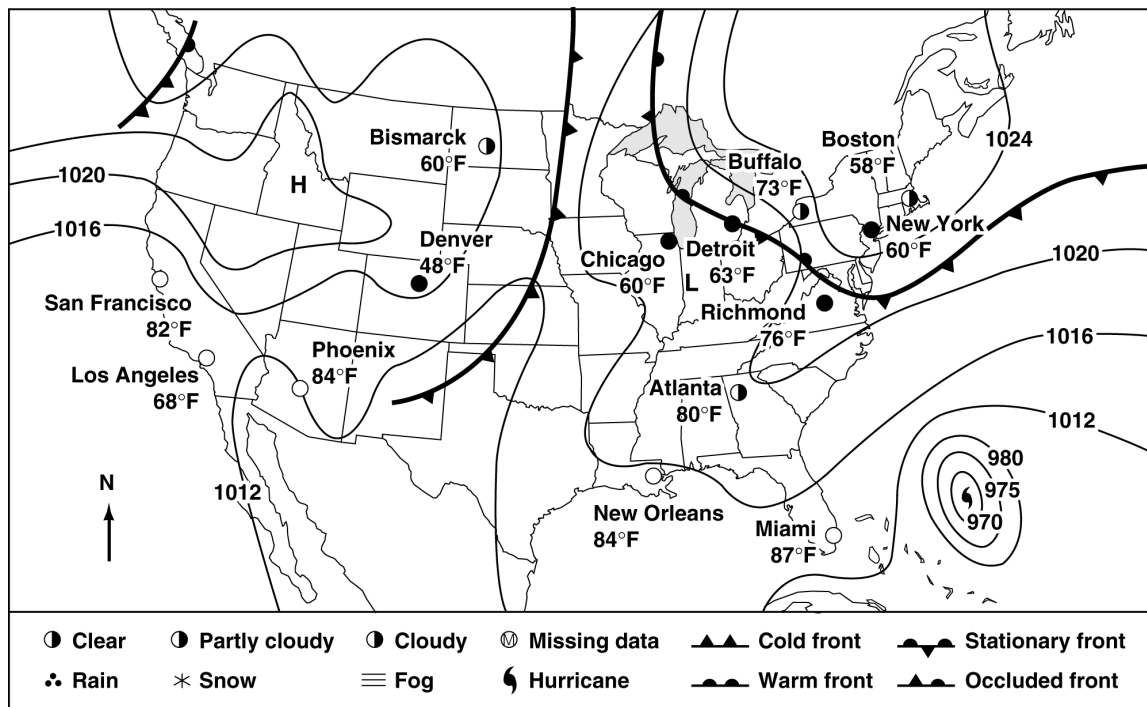 1024
Boston
58°F
Buffalo
73°F
Bismarck
60°F
H
1020
1016
New York
60°F
Denver
48°F
Chicago
60°F
Detroit
63°F
L
1020
San Francisco
82°F
Richmond
76°F
1016
Phoenix
84°F
Los Angeles
68°F
Atlanta
80°F
1012
980
975
970
N
1012
New Orleans
84°F
Miami
87°F
Clear
Partly cloudy
Cloudy
M Missing data
Cold front
Stationary front
Rain
Snow
Fog
Hurricane
Warm front
Occluded front